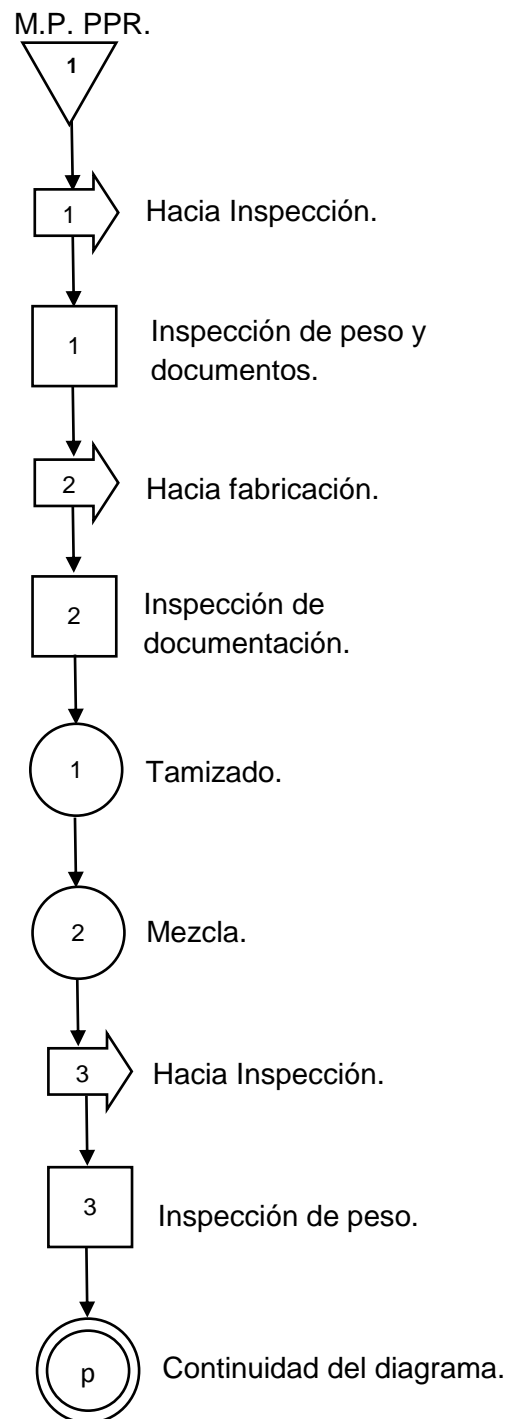 M.P. PPR.
1
1
Hacia Inspección.
1
Inspección de peso y
documentos.
2
Hacia fabricación.
2
Inspección de
documentación.
1
Tamizado.
2
Mezcla.
3
Hacia Inspección.
3
Inspección de peso.
p
Continuidad del diagrama.